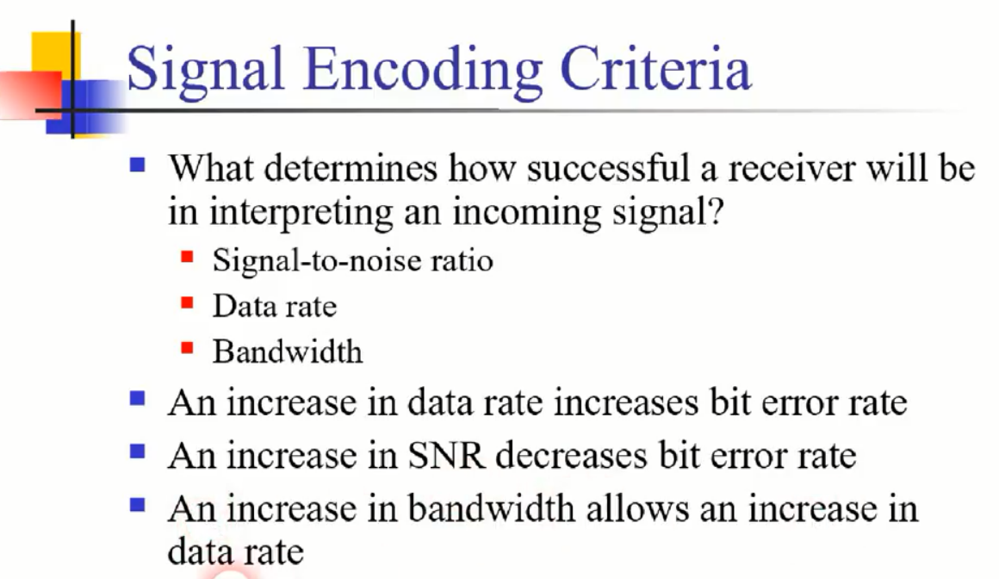 Signal Encoding Criteria
What determines how successful a receiver will be
in interpreting an incoming signal?
Signal-to-noise ratio
Data rate
Bandwidth
An increase in data rate increases bit error rate
An increase in SNR decreases bit error rate
An increase in bandwidth allows an increase in
data rate